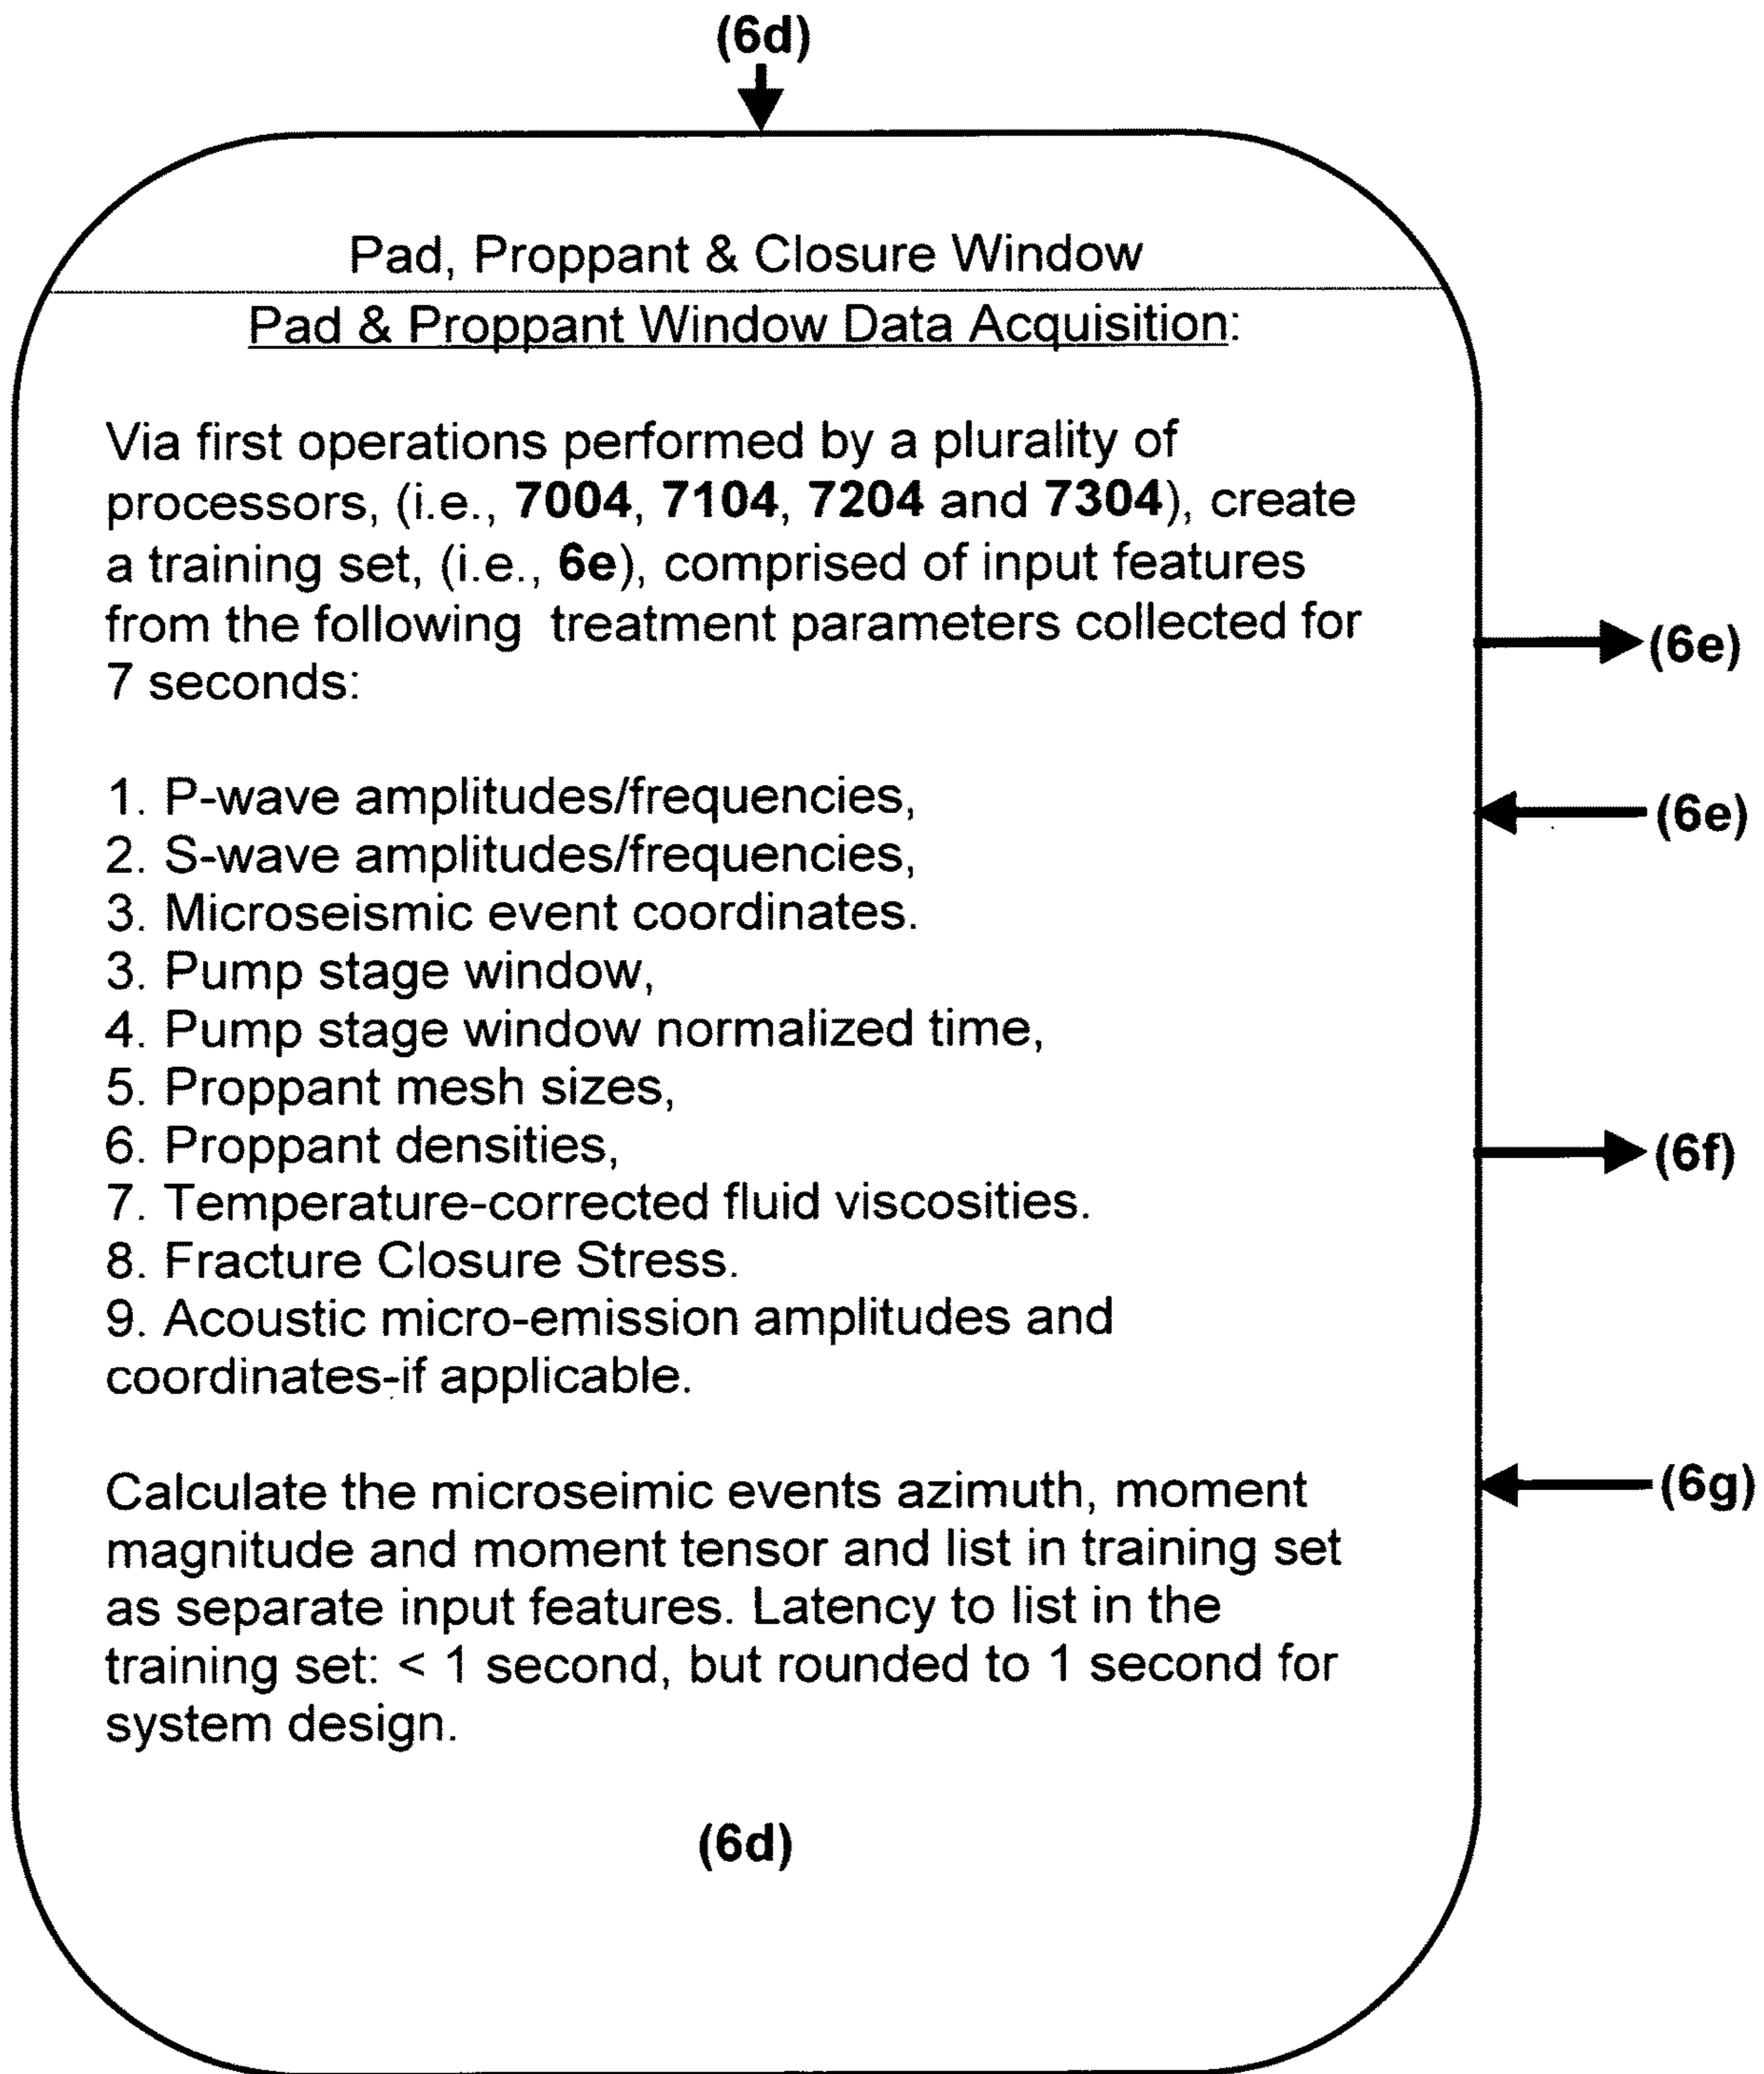 (6d)
Pad, Proppant & Closure Window
Pad & Proppant Window Data Acquisition:
Via first operations performed by a plurality of
processors, (i.e., 7004, 7104, 7204 and 7304), create
a training set, (i.e., 6e), comprised of input features
from the following treatment parameters collected for
7 seconds:
(6e)
1. P-wave amplitudes/frequencies,
(6e)
2. S-wave amplitudes/frequencies,
3. Microseismic event coordinates.
3. Pump stage window,
4. Pump stage window normalized time,
5. Proppant mesh sizes,
6. Proppant densities,
(6f)
7. Temperature-corrected fluid viscosities.
8. Fracture Closure Stress.
9. Acoustic micro-emission amplitudes and
coordinates-if applicable.
Calculate the microseimic events azimuth, moment
(6g)
magnitude and moment tensor and list in training set
as separate input features. Latency to list in the
training set: < 1 second, but rounded to 1 second for
system design.
(6d)